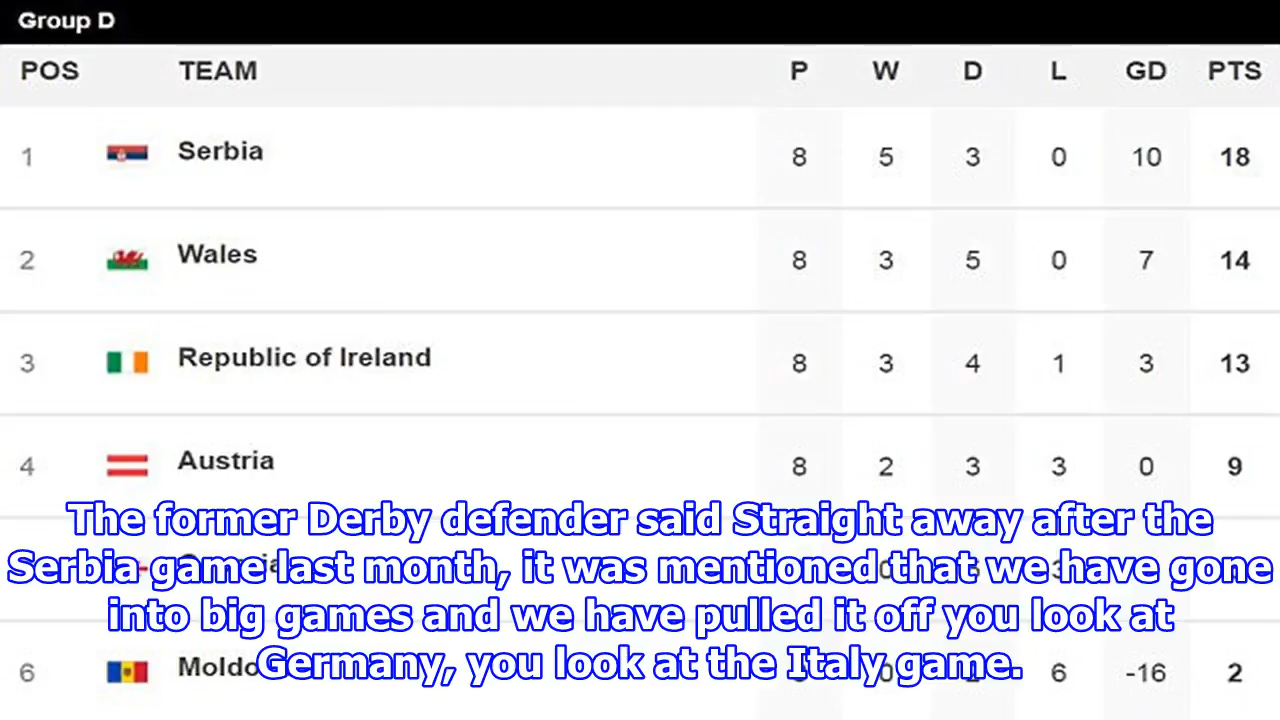 Group D
POS TEAM P W D L GD PTS
1 Serbia 8 5 3 0 10 18
2 Wales 8 3 5 0 7 14
3 Republic of Ireland 8 3 4 1 3 13
4 Austria 8 2 3 3 0 9
The former Derby defender said Straight away after the
Serbia game last month, it was mentioned that we have gone
into big games and we have pulled it off you look at
Germany, you look at the Italy game.
6 6 -16 2